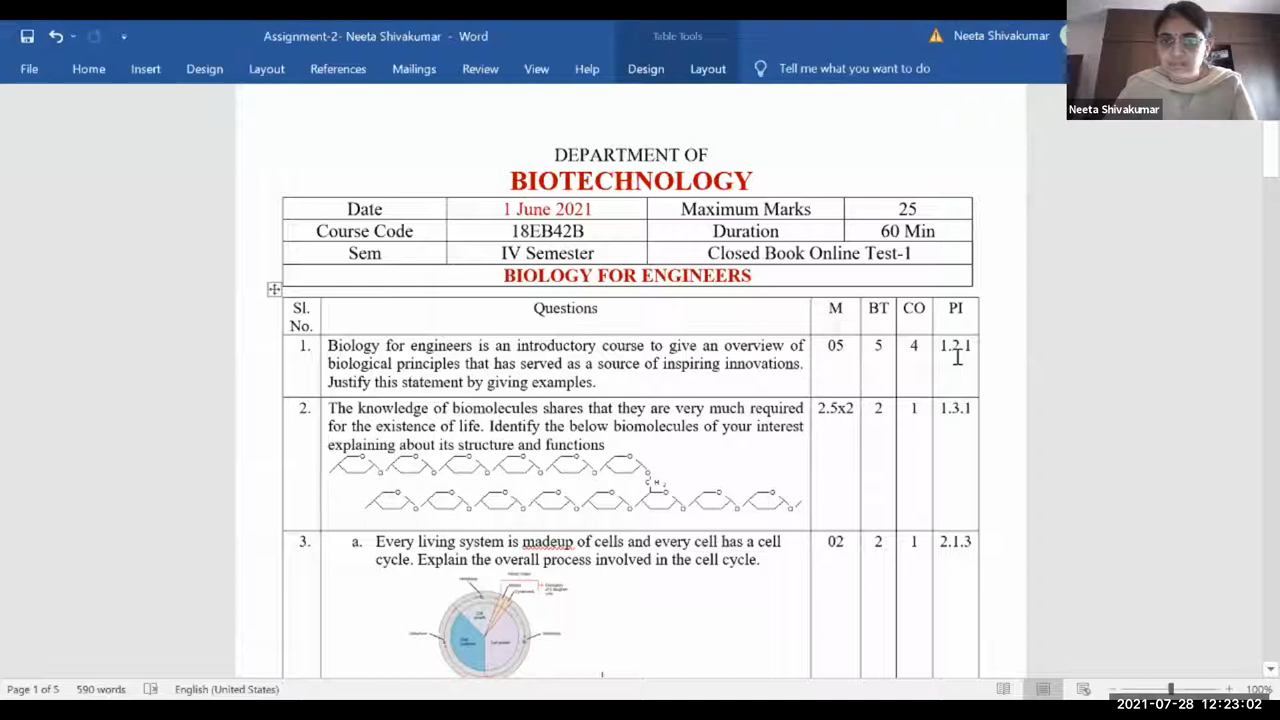 Assignment-2- Neeta Shivakumar - Word
Table Tools
Neeta Shivakumar
File Home Insert Design Layout References Mailings Review View Help Design Layout Tell me what you want to do
Neeta Shivakumar
DEPARTMENT OF
BIOTECHNOLOGY
Date 1 June 2021 Maximum Marks 25
Course Code 18EB42B Duration 60 Min
Sem IV Semester Closed Book Online Test-1
BIOLOGY FOR ENGINEERS
Sl. No. Questions M BT CO PI
1. Biology for engineers is an introductory course to give an overview of 05 5 4 1.2.1
biological principles that has served as a source of inspiring innovations.
Justify this statement by giving examples.
2. The knowledge of biomolecules shares that they are very much required 2.5x2 2 1 1.3.1
for the existence of life. Identify the below biomolecules of your interest
explaining about its structure and functions
3. a. Every living system is madeup of cells and every cell has a cell 02 2 1 2.1.3
cycle. Explain the overall process involved in the cell cycle.
Page 1 of 5 590 words English (United States) 100%
2021-07-28 12:23:02